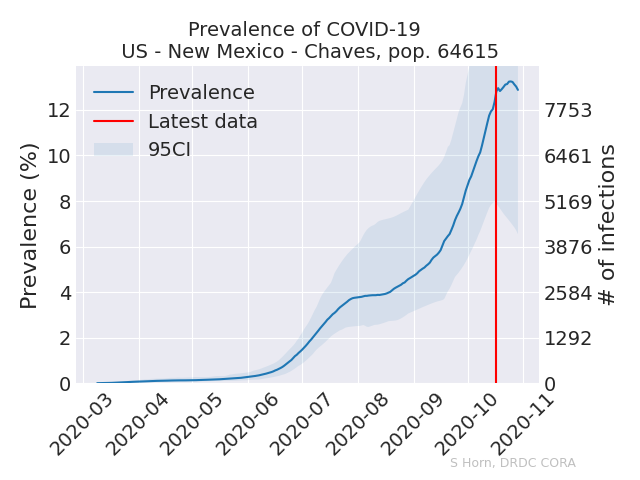 Prevalence of COVID-19
US - New Mexico - Chaves, pop. 64615
Prevalence
Latest data
95CI
Prevalence (%)
12
10
8
6
4
2
0
7753
6461
5169
3876
2584
1292
0
# of infections
2020-03
2020-04
2020-05
2020-06
2020-07
2020-08
2020-09
2020-10
2020-11
S Horn, DRDC CORA